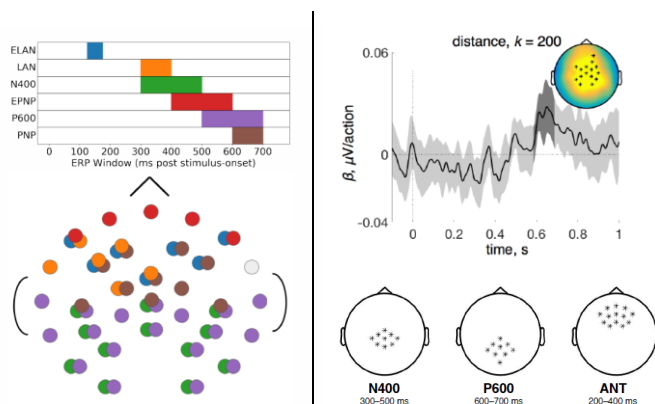 ELAN
LAN
N400
EPNP
P600
PNP
0 100 200 300 400 500 600 700
ERP Window (ms post stimulus-onset)
distance, k = 200
0.06
0
-0.04
β, μV/action
0 0.2 0.4 0.6 0.8 1
time, s
N400 P600 ANT
300–500 ms 600–700 ms 200–400 ms